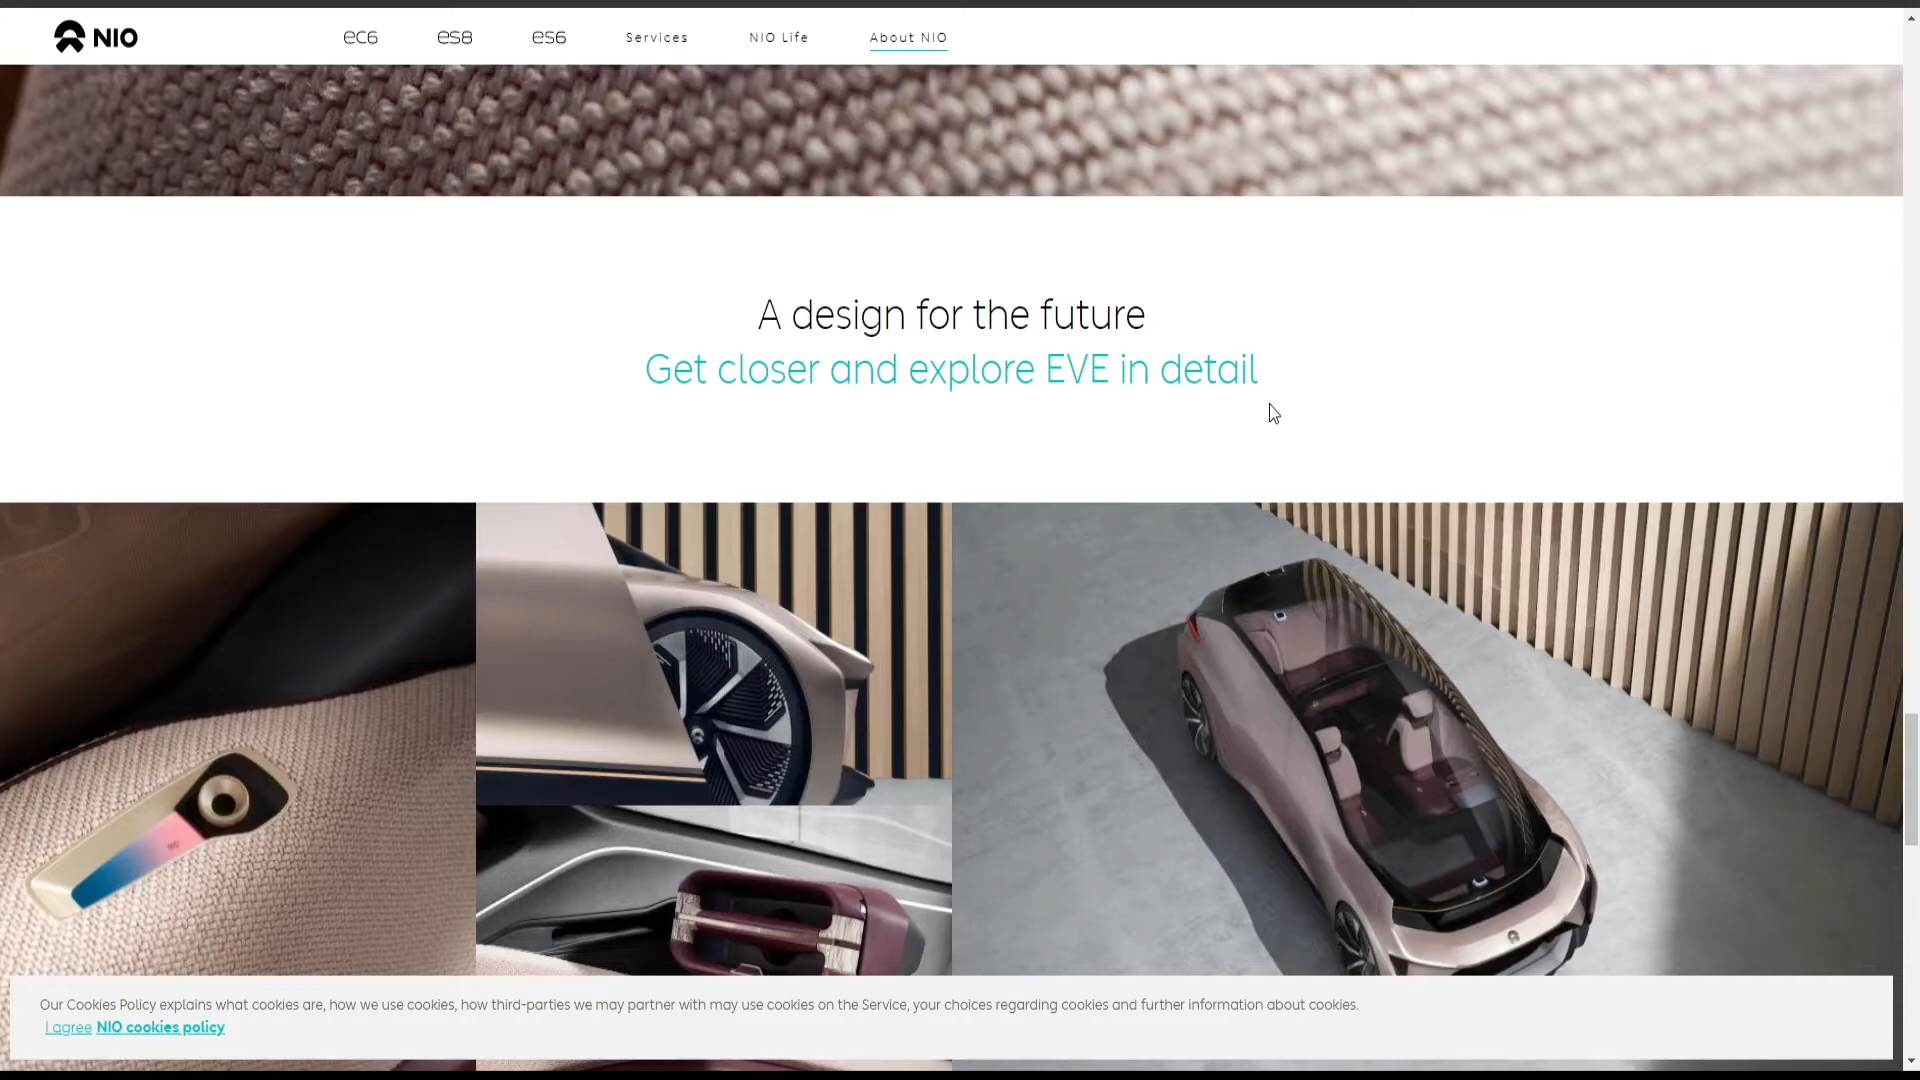 NIO
ec6
es8
es6
Services
NIO Life
About NIO
A design for the future
Get closer and explore EVE in detail
Our Cookies Policy explains what cookies are, how we use cookies, how third-parties we may partner with may use cookies on the Service, your choices regarding cookies and further information about cookies.
I agree NIO cookies policy